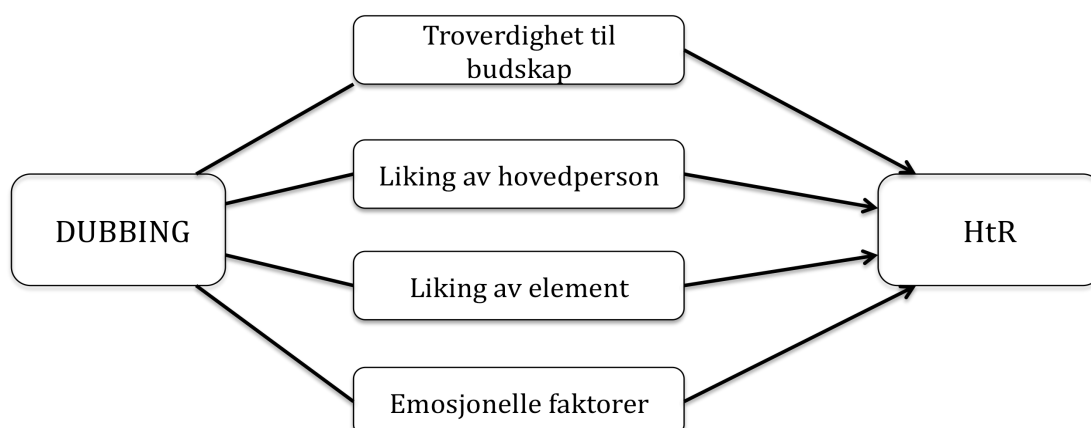 Troverdighet til
budskap
Liking av hovedperson
DUBBING
HtR
Liking av element
Emosjonelle faktorer